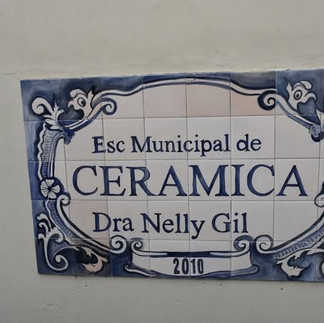 Esc Municipal de
CERAMICA
Dra Nelly Gil
2010